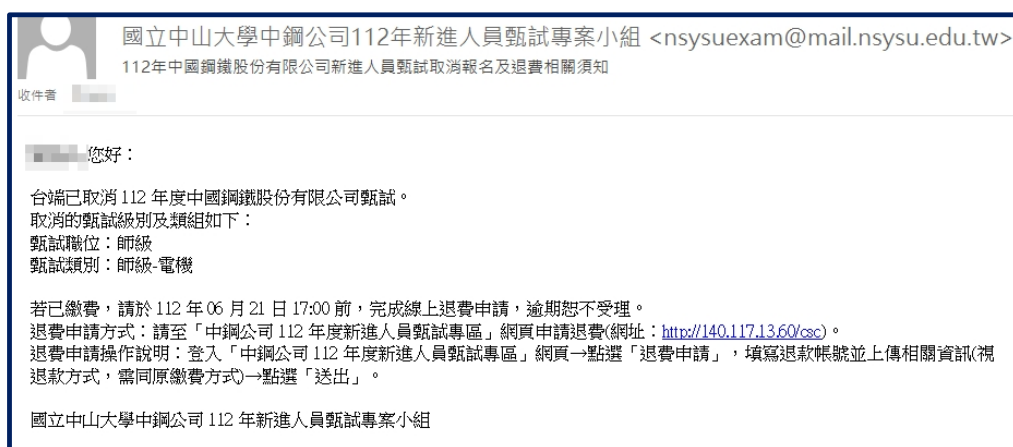 國立中山大學中鋼公司112年新進人員甄試專案小組 <nsysuexam@mail.nsysu.edu.tw>
112年中國鋼鐵股份有限公司新進人員甄試取消報名及退費相關須知
收件者
您好：
台端已取消 112 年度中國鋼鐵股份有限公司甄試。
取消的甄試級別及類組如下：
甄試職位：師級
甄試類別：師級-電機
若已繳費，請於 112 年 06 月 21 日 17:00 前，完成線上退費申請，逾期恕不受理。
退費申請方式：請至「中鋼公司 112 年度新進人員甄試專區」網頁申請退費(網址：http://140.117.13.60/csc)。
退費申請操作說明：登入「中鋼公司 112 年度新進人員甄試專區」網頁→點選「退費申請」，填寫退款帳號並上傳相關資訊(視
退款方式，需同原繳費方式)→點選「送出」。
國立中山大學中鋼公司 112 年新進人員甄試專案小組